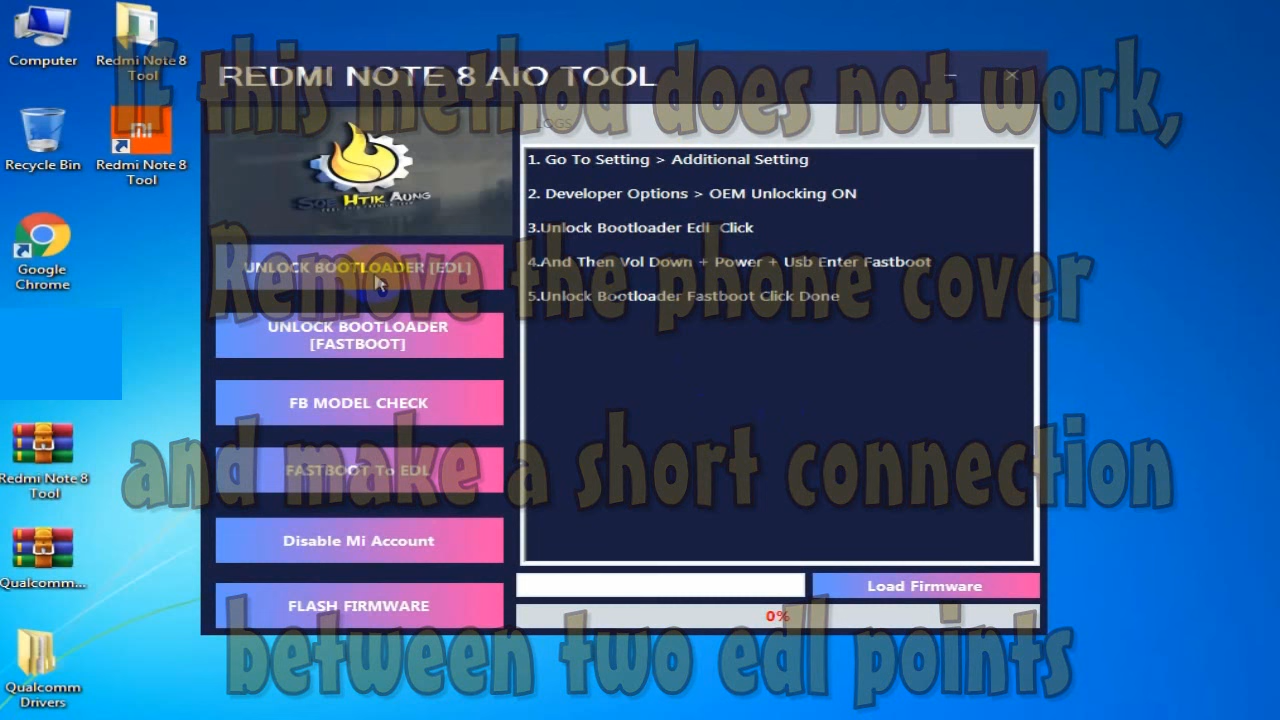 Computer
Redmi Note 8
Tool
Recycle Bin
Redmi Note 8
Tool
Google
Chrome
Redmi Note 8
Tool
Qualcomm...
Qualcomm
Drivers
REDMI NOTE 8 AIO TOOL
Soe Htik Aung
UNLOCK BOOTLOADER [EDL]
UNLOCK BOOTLOADER
[FASTBOOT]
FB MODEL CHECK
FASTBOOT To EDL
Disable Mi Account
FLASH FIRMWARE
LOGS
1. Go To Setting > Additional Setting
2. Developer Options > OEM Unlocking ON
3.Unlock Bootloader Edl Click
4.And Then Vol Down + Power + Usb Enter Fastboot
5.Unlock Bootloader Fastboot Click Done
Load Firmware
0%
If this method does not work,
Remove the phone cover
and make a short connection
between two edl points